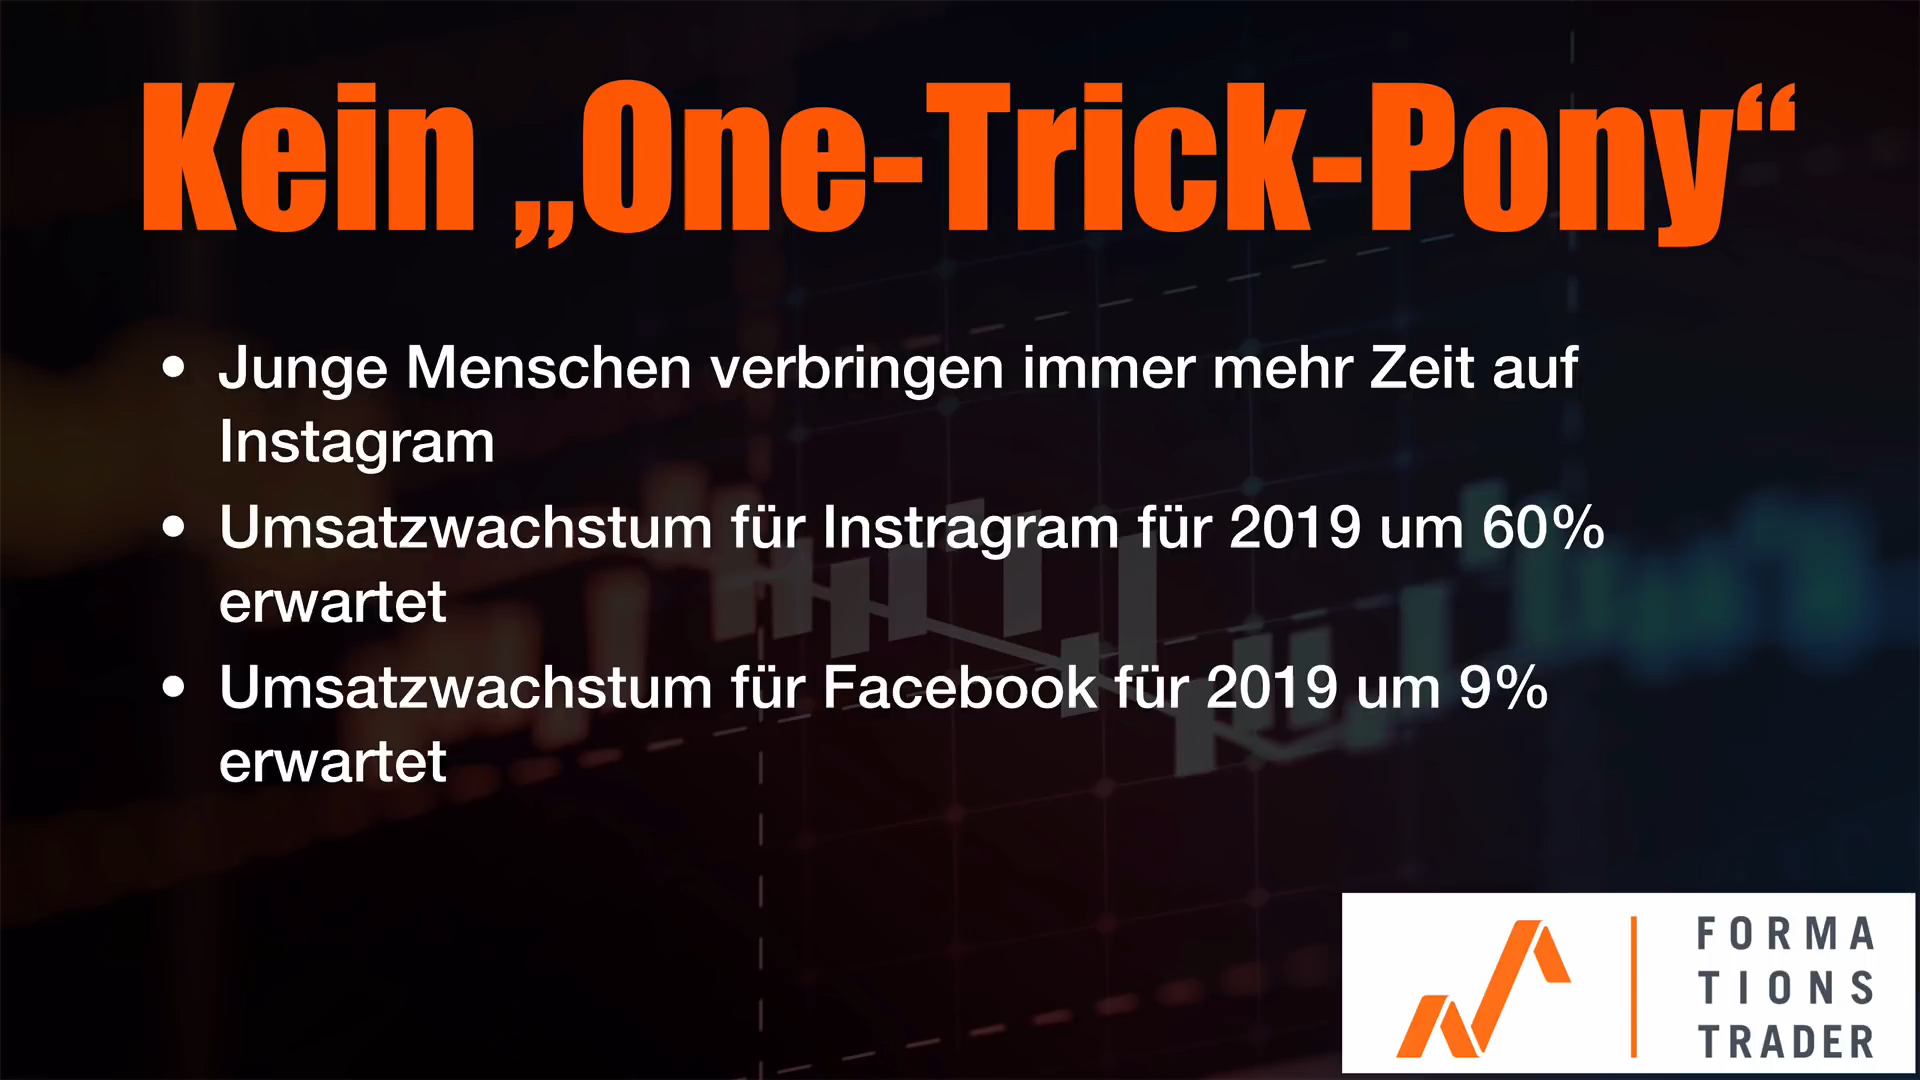 Kein „One-Trick-Pony“
• Junge Menschen verbringen immer mehr Zeit auf
Instagram
• Umsatzwachstum für Instragram für 2019 um 60%
erwartet
• Umsatzwachstum für Facebook für 2019 um 9%
erwartet
FORMA
TIONS
TRADER